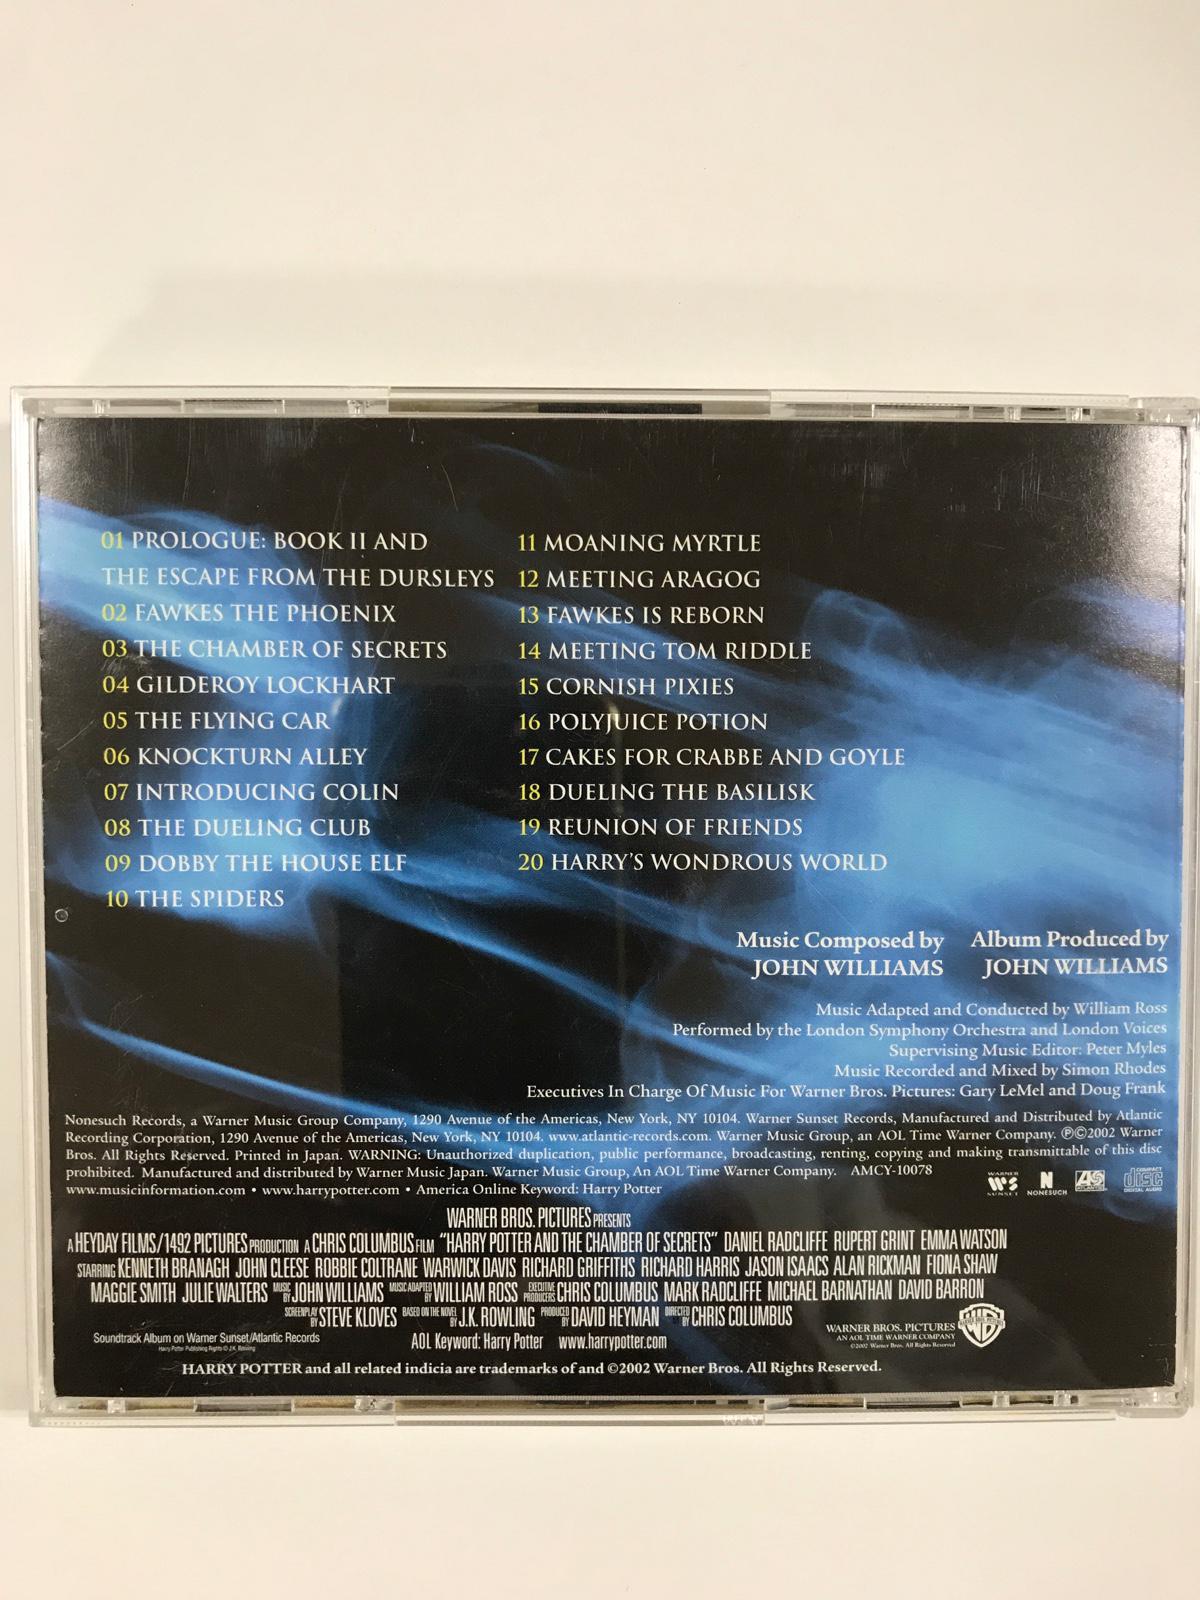 01 PROLOGUE: BOOK II AND
THE ESCAPE FROM THE DURSLEYS
02 FAWKES THE PHOENIX
03 THE CHAMBER OF SECRETS
04 GILDEROY LOCKHART
05 THE FLYING CAR
06 KNOCKTURN ALLEY
07 INTRODUCING COLIN
08 THE DUELING CLUB
09 DOBBY THE HOUSE ELF
10 THE SPIDERS
11 MOANING MYRTLE
12 MEETING ARAGOG
13 FAWKES IS REBORN
14 MEETING TOM RIDDLE
15 CORNISH PIXIES
16 POLYJUICE POTION
17 CAKES FOR CRABBE AND GOYLE
18 DUELING THE BASILISK
19 REUNION OF FRIENDS
20 HARRY'S WONDROUS WORLD
Music Composed by
JOHN WILLIAMS
Album Produced by
JOHN WILLIAMS
Music Adapted and Conducted by William Ross
Performed by the London Symphony Orchestra and London Voices
Supervising Music Editor: Peter Myles
Music Recorded and Mixed by Simon Rhodes
Executives In Charge Of Music For Warner Bros. Pictures: Gary LeMel and Doug Frank
Nonesuch Records, a Warner Music Group Company, 1290 Avenue of the Americas, New York, NY 10104. Warner Sunset Records, Manufactured and Distributed by Atlantic
Recording Corporation, 1290 Avenue of the Americas, New York, NY 10104. www.atlantic-records.com. Warner Music Group, an AOL Time Warner Company. ℗©2002 Warner
Bros. All Rights Reserved. Printed in Japan. WARNING: Unauthorized duplication, public performance, broadcasting, renting, copying and making transmittable of this disc
prohibited. Manufactured and distributed by Warner Music Japan. Warner Music Group, An AOL Time Warner Company. AMCY-10078
www.musicinformation.com • www.harrypotter.com • America Online Keyword: Harry Potter
WARNER SUNSET
N NONESUCH
ATLANTIC
COMPACT disc DIGITAL AUDIO
WARNER BROS. PICTURES PRESENTS
A HEYDAY FILMS/1492 PICTURES PRODUCTION A CHRIS COLUMBUS FILM "HARRY POTTER AND THE CHAMBER OF SECRETS" DANIEL RADCLIFFE RUPERT GRINT EMMA WATSON
STARRING KENNETH BRANAGH JOHN CLEESE ROBBIE COLTRANE WARWICK DAVIS RICHARD GRIFFITHS RICHARD HARRIS JASON ISAACS ALAN RICKMAN FIONA SHAW
MAGGIE SMITH JULIE WALTERS MUSIC BY JOHN WILLIAMS MUSIC ADAPTED BY WILLIAM ROSS EXECUTIVE PRODUCERS CHRIS COLUMBUS MARK RADCLIFFE MICHAEL BARNATHAN DAVID BARRON
SCREENPLAY BY STEVE KLOVES BASED ON THE NOVEL BY J.K. ROWLING PRODUCED BY DAVID HEYMAN DIRECTED BY CHRIS COLUMBUS
Soundtrack Album on Warner Sunset/Atlantic Records
Harry Potter Publishing Rights © J.K. Rowling
AOL Keyword: Harry Potter www.harrypotter.com
WARNER BROS. PICTURES
AN AOL TIME WARNER COMPANY
©2002 Warner Bros. All Rights Reserved
HARRY POTTER and all related indicia are trademarks of and ©2002 Warner Bros. All Rights Reserved.